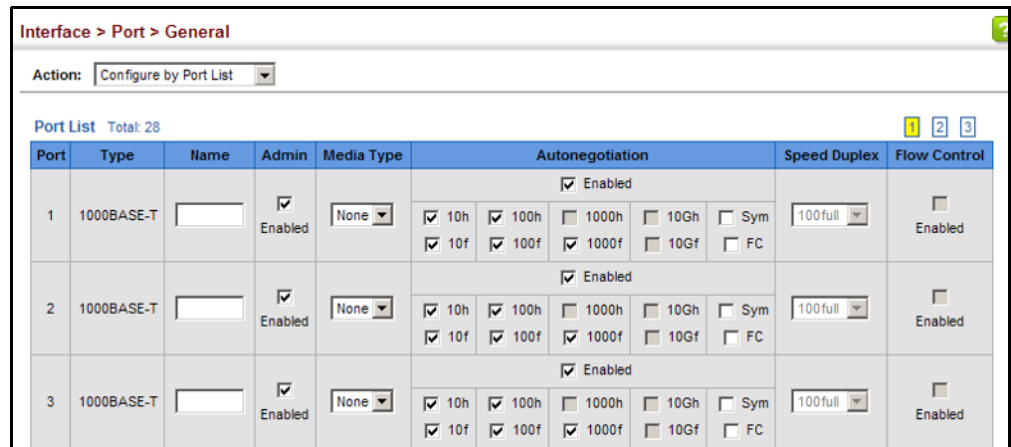 Interface > Port > General
?
Action: Configure by Port List
Port List Total: 28
1 2 3
Port Type Name Admin Media Type Autonegotiation Speed Duplex Flow Control
Enabled
1 1000BASE-T Enabled None 10h 100h 1000h 10Gh Sym 100full Enabled
10f 100f 1000f 10Gf FC
Enabled
2 1000BASE-T Enabled None 10h 100h 1000h 10Gh Sym 100full Enabled
10f 100f 1000f 10Gf FC
Enabled
3 1000BASE-T Enabled None 10h 100h 1000h 10Gh Sym 100full Enabled
10f 100f 1000f 10Gf FC